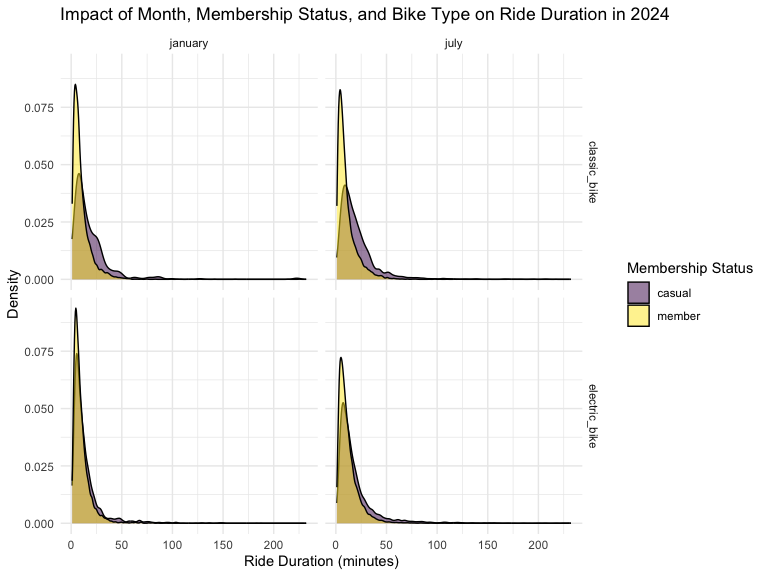 Impact of Month, Membership Status, and Bike Type on Ride Duration in 2024
january
july
0.075
0.050
0.025
0.000
classic_bike
0.075
0.050
0.025
0.000
electric_bike
Density
0 50 100 150 200
0 50 100 150 200
Ride Duration (minutes)
Membership Status
casual
member